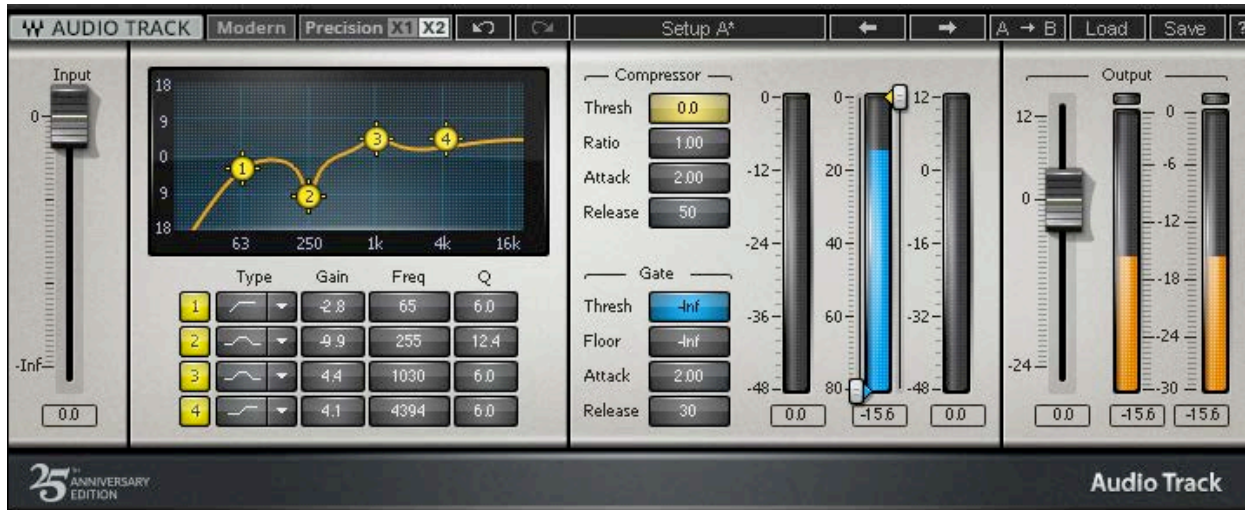 AUDIO TRACK Modern Precision X1 X2 Setup A* A → B Load Save ?
Input
0
-Inf
0.0
18
9
0
9
18
63 250 1k 4k 16k
Type Gain Freq Q
1 -2.8 65 6.0
2 -9.9 255 12.4
3 4.4 1030 6.0
4 4.1 4394 6.0
1
2
3
4
Compressor
Thresh 0.0
Ratio 1.00
Attack 2.00
Release 50
Gate
Thresh -Inf
Floor -Inf
Attack 2.00
Release 30
0
-12
-24
-36
-48
0.0
0
20
40
60
80
-15.6
12
0
-16
-32
-48
0.0
Output
12
0
-24
0.0
0
-6
-12
-18
-24
-30
-15.6 -15.6
25TH ANNIVERSARY
EDITION
Audio Track